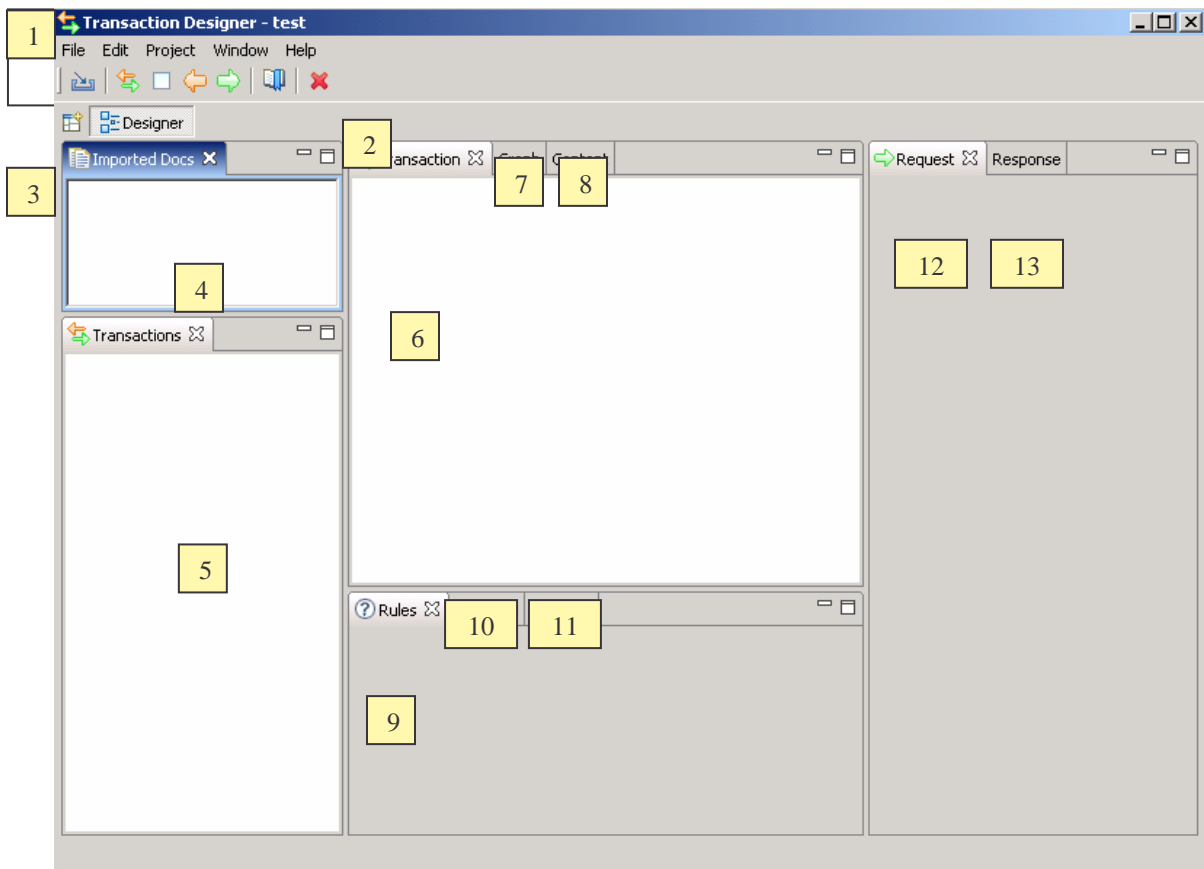 1
Transaction Designer - test
File Edit Project Window Help
Designer
2
Imported Docs
7
8
Request Response
3
4
12 13
6
Transactions
5
Rules
10
11
9